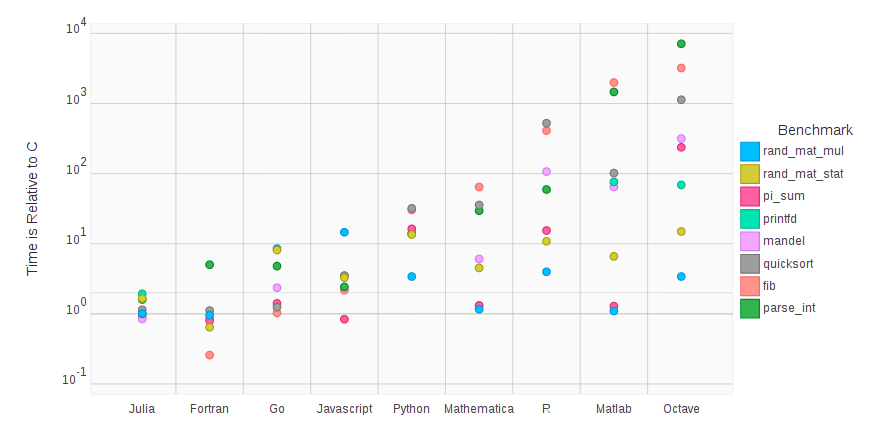 Time is Relative to C
10^4
10^3
10^2
10^1
10^0
10^-1
Julia Fortran Go Javascript Python Mathematica R Matlab Octave
Benchmark
rand_mat_mul
rand_mat_stat
pi_sum
printfd
mandel
quicksort
fib
parse_int